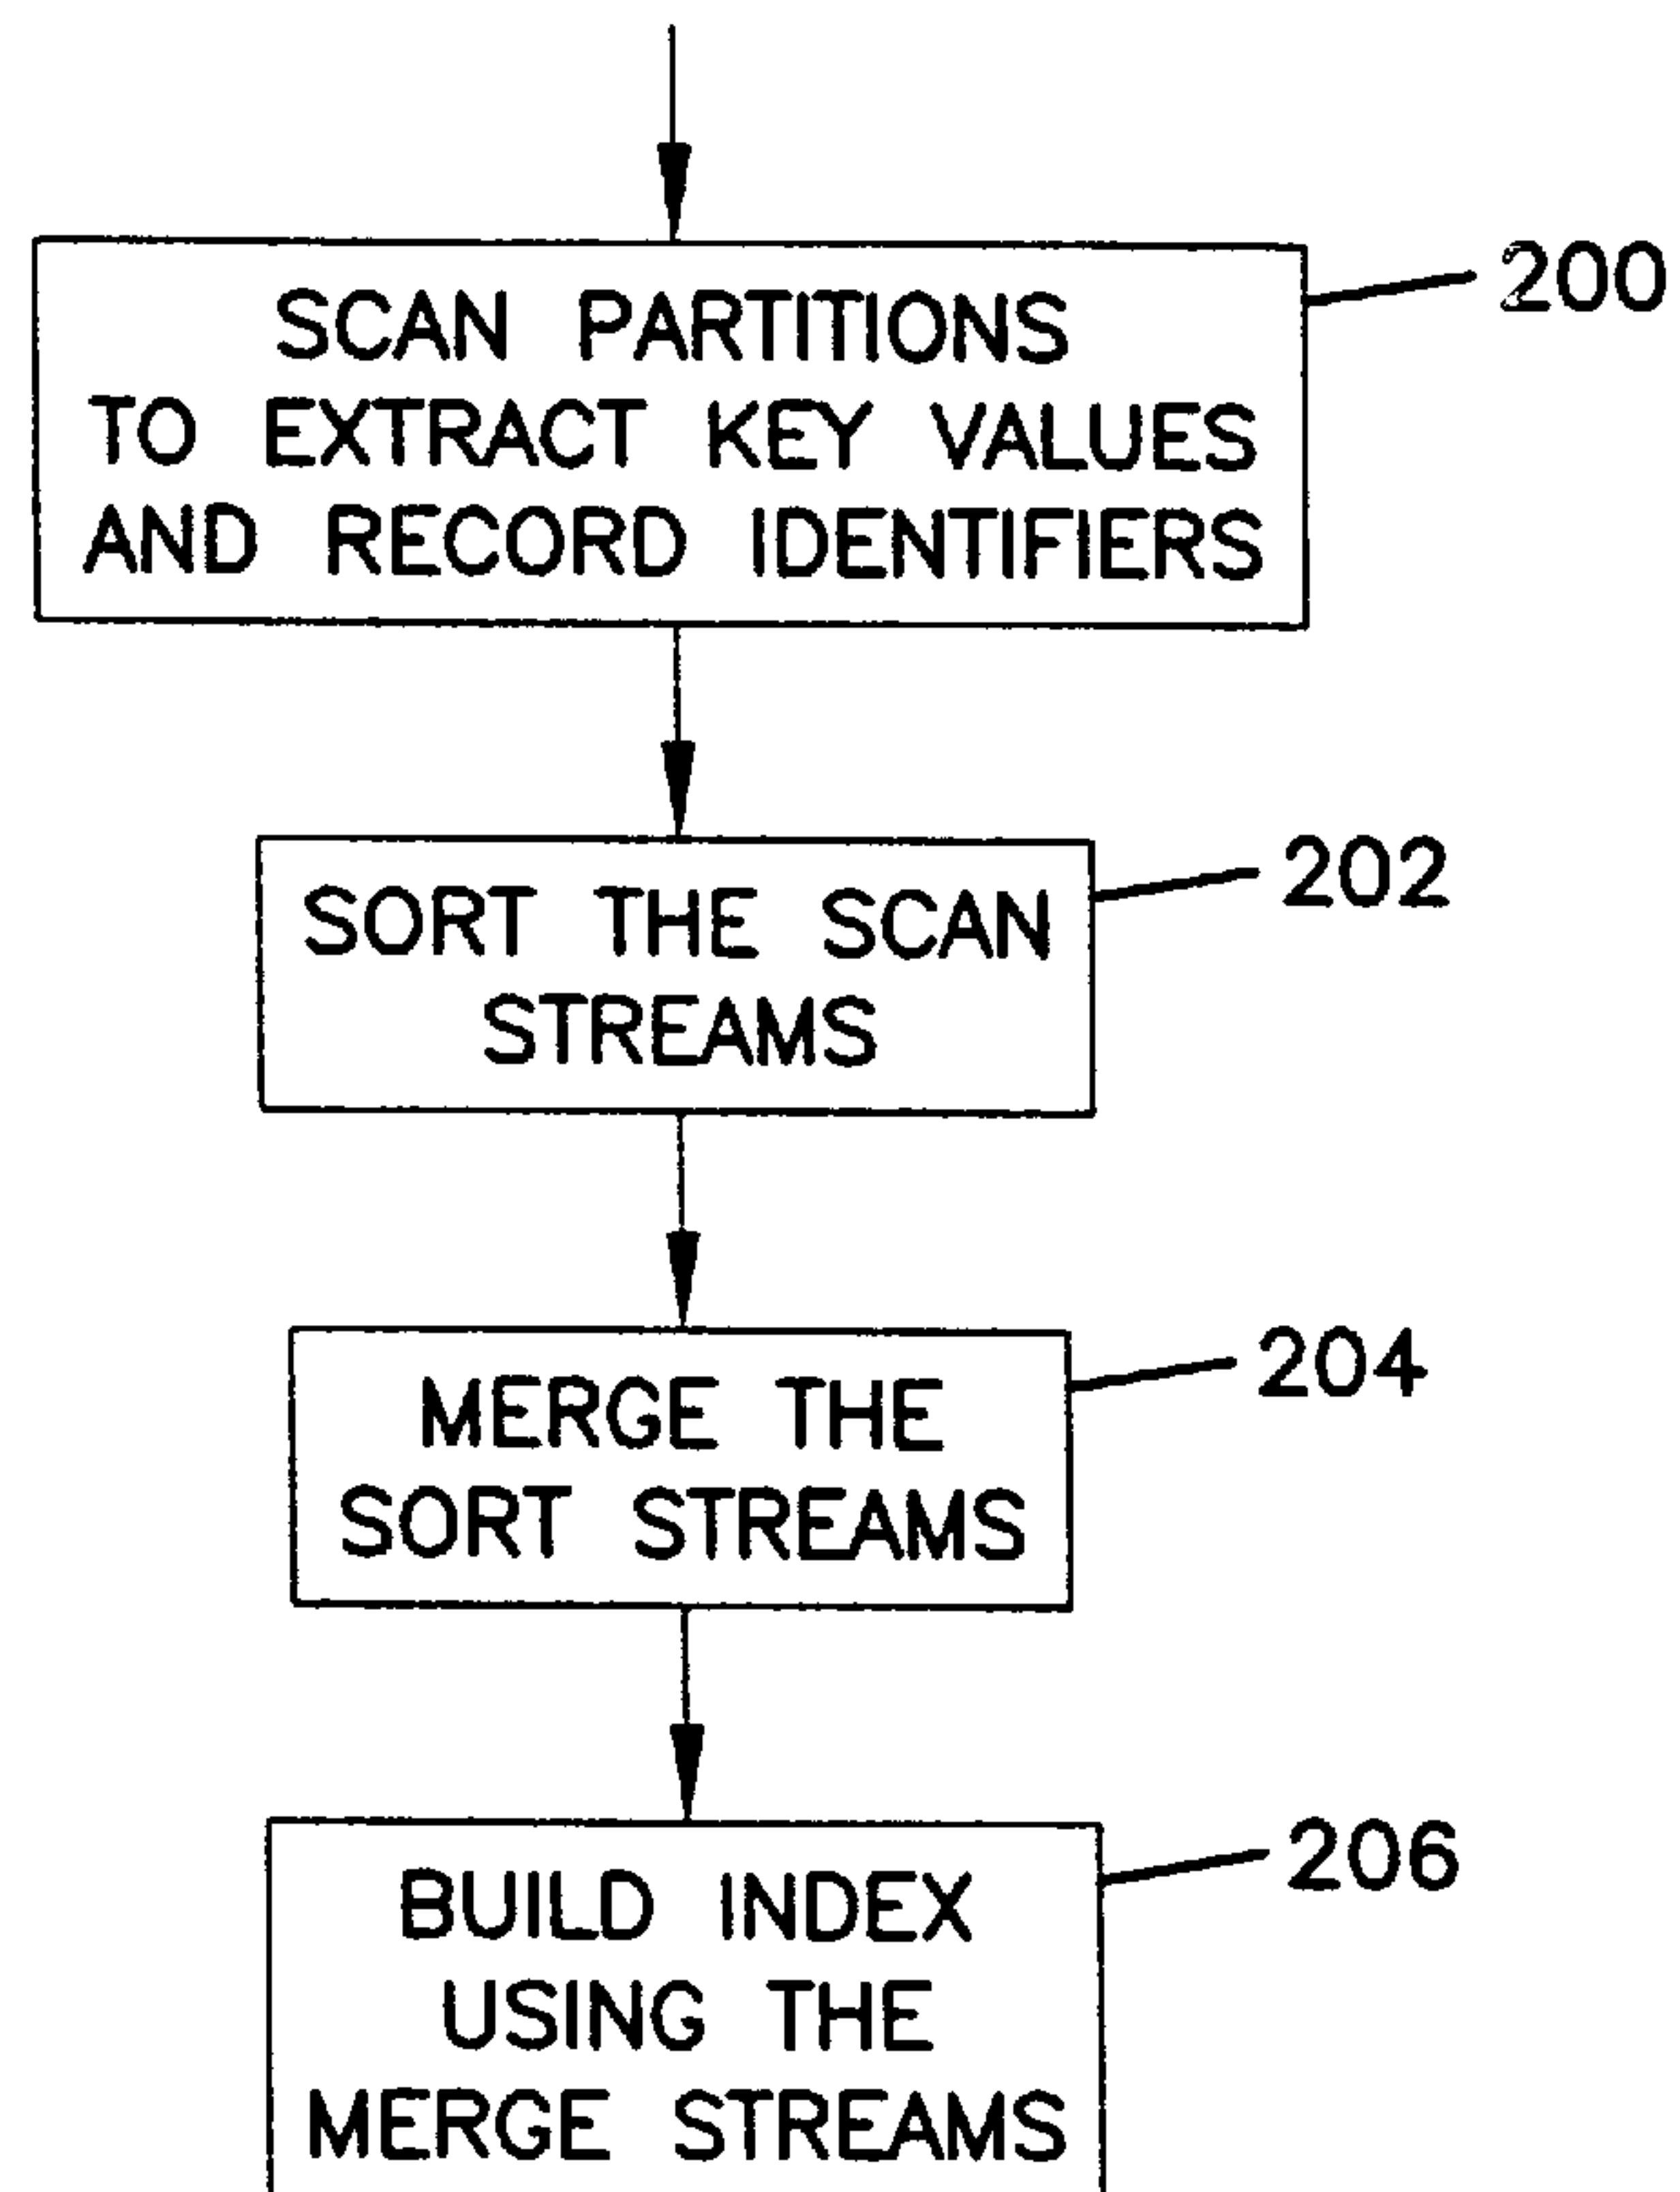 SCAN PARTITIONS
TO EXTRACT KEY VALUES
AND RECORD IDENTIFIERS
200
SORT THE SCAN
STREAMS
202
MERGE THE
SORT STREAMS
204
BUILD INDEX
USING THE
MERGE STREAMS
206